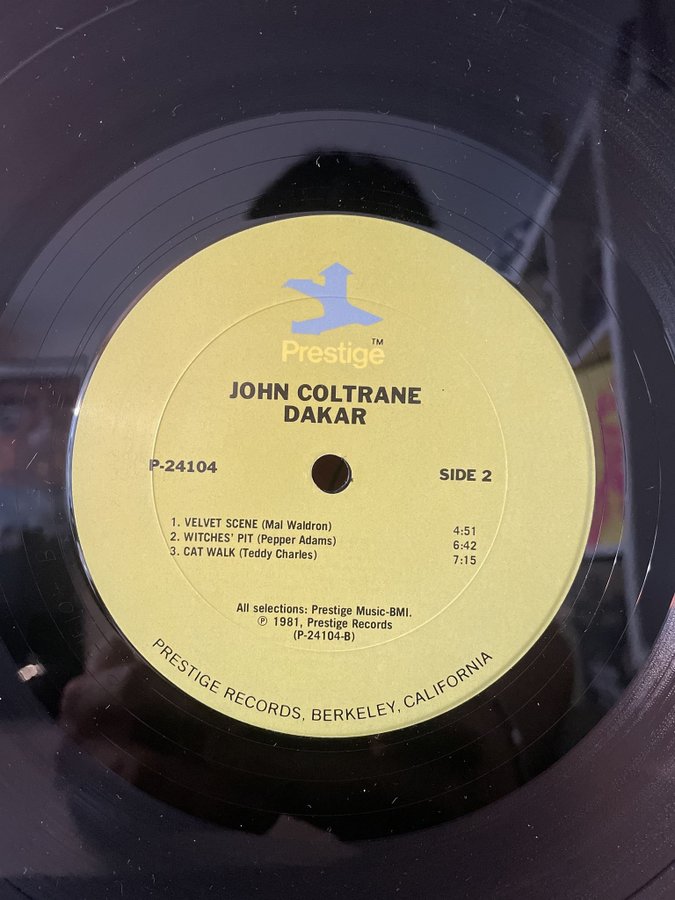 Prestige™
JOHN COLTRANE
DAKAR
P-24104
SIDE 2
1. VELVET SCENE (Mal Waldron) 4:51
2. WITCHES' PIT (Pepper Adams) 6:42
3. CAT WALK (Teddy Charles) 7:15
All selections: Prestige Music-BMI.
℗ 1981, Prestige Records
(P-24104-B)
PRESTIGE RECORDS, BERKELEY, CALIFORNIA